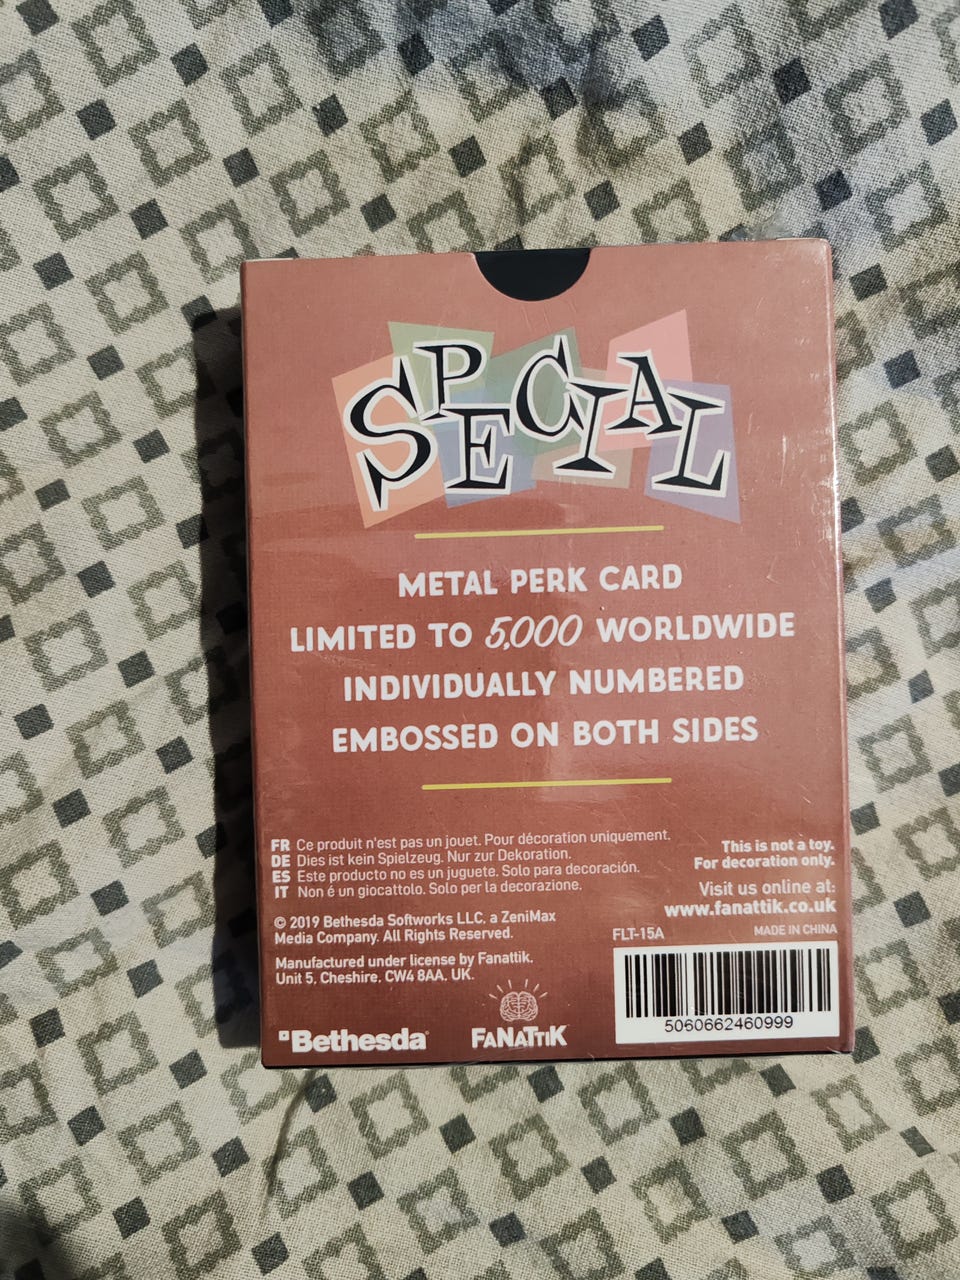 SPECIAL
METAL PERK CARD
LIMITED TO 5,000 WORLDWIDE
INDIVIDUALLY NUMBERED
EMBOSSED ON BOTH SIDES
FR Ce produit n'est pas un jouet. Pour décoration uniquement.
DE Dies ist kein Spielzeug. Nur zur Dekoration.
ES Este producto no es un juguete. Solo para decoración.
IT Non é un giocattolo. Solo per la decorazione.
© 2019 Bethesda Softworks LLC, a ZeniMax
Media Company. All Rights Reserved.
Manufactured under license by Fanattik.
Unit 5, Cheshire, CW4 8AA, UK.
Bethesda
FANATTIK
This is not a toy.
For decoration only.
Visit us online at:
www.fanattik.co.uk
FLT-15A MADE IN CHINA
5060662460999